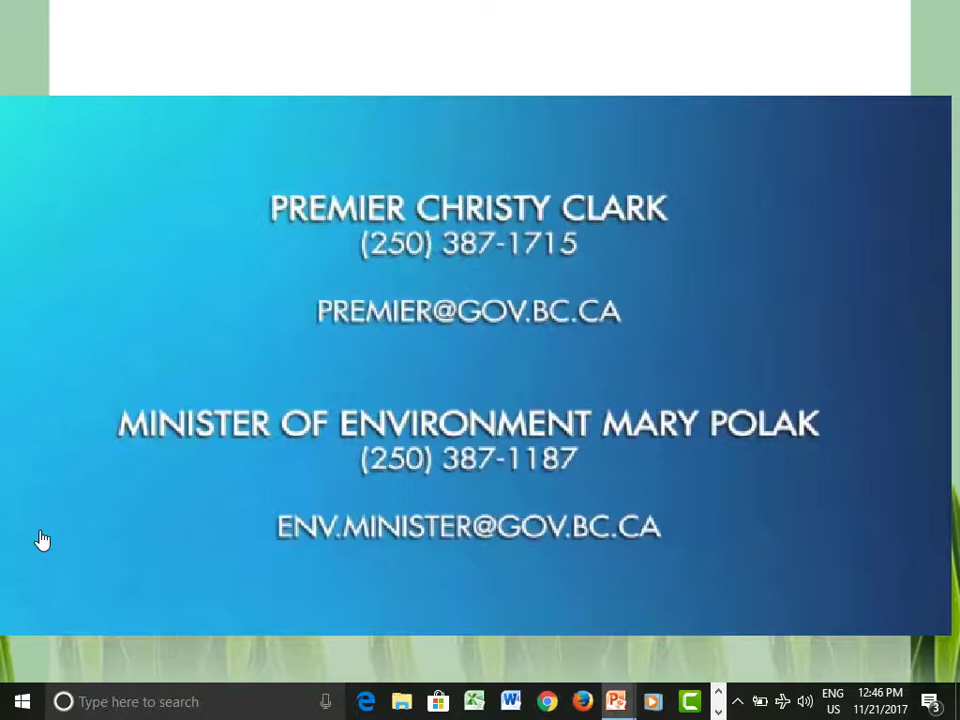 PREMIER CHRISTY CLARK
(250) 387-1715
PREMIER@GOV.BC.CA
MINISTER OF ENVIRONMENT MARY POLAK
(250) 387-1187
ENV.MINISTER@GOV.BC.CA
Type here to search
ENG
US
12:46 PM
11/21/2017
3